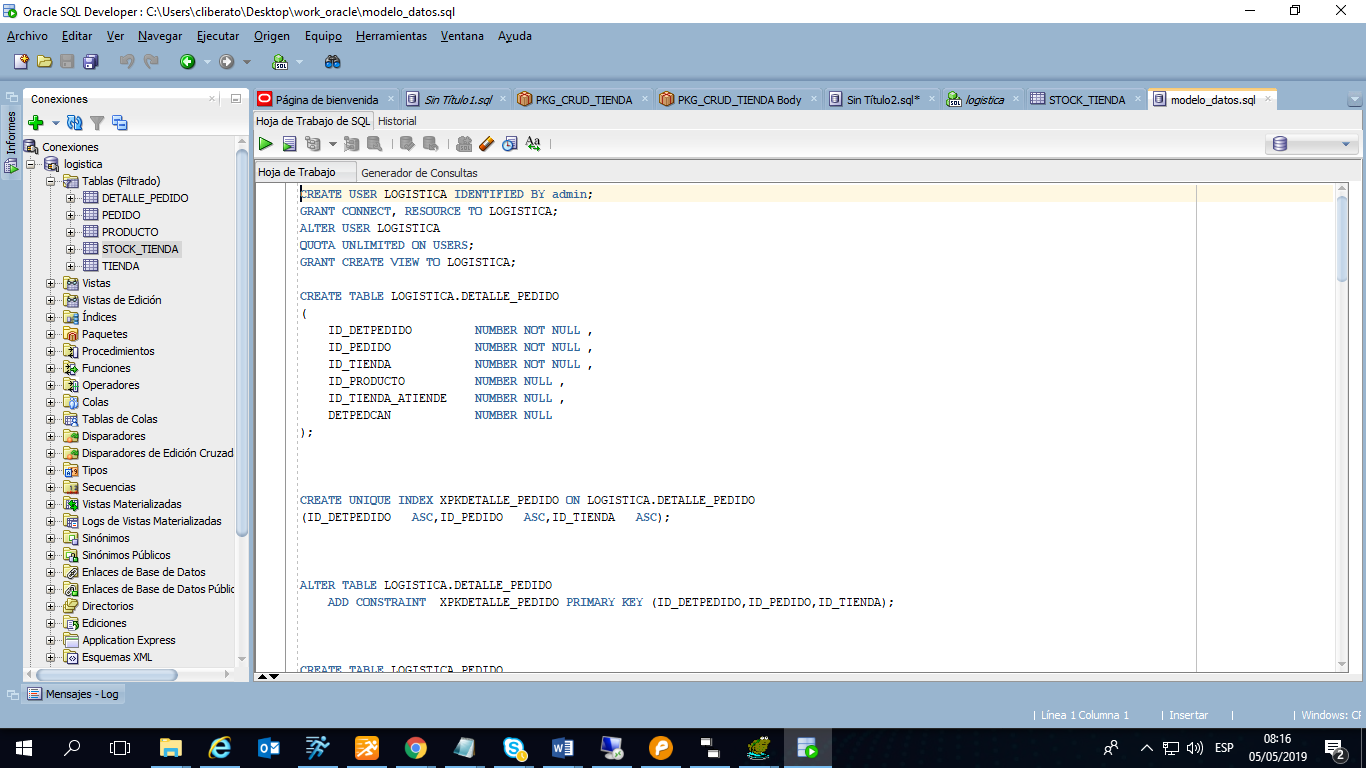 Oracle SQL Developer : C:\Users\cliberato\Desktop\work_oracle\modelo_datos.sql
Archivo Editar Ver Navegar Ejecutar Origen Equipo Herramientas Ventana Ayuda
Informes
Conexiones
Conexiones
logistica
Tablas (Filtrado)
DETALLE_PEDIDO
PEDIDO
PRODUCTO
STOCK_TIENDA
TIENDA
Vistas
Vistas de Edición
Índices
Paquetes
Procedimientos
Funciones
Operadores
Colas
Tablas de Colas
Disparadores
Disparadores de Edición Cruzad
Tipos
Secuencias
Vistas Materializadas
Logs de Vistas Materializadas
Sinónimos
Sinónimos Públicos
Enlaces de Base de Datos
Enlaces de Base de Datos Públic
Directorios
Ediciones
Application Express
Esquemas XML
Página de bienvenida Sin Título1.sql PKG_CRUD_TIENDA PKG_CRUD_TIENDA Body Sin Título2.sql* logistica STOCK_TIENDA modelo_datos.sql
Hoja de Trabajo de SQL Historial
Aa
Hoja de Trabajo Generador de Consultas
CREATE USER LOGISTICA IDENTIFIED BY admin;
GRANT CONNECT, RESOURCE TO LOGISTICA;
ALTER USER LOGISTICA
QUOTA UNLIMITED ON USERS;
GRANT CREATE VIEW TO LOGISTICA;
CREATE TABLE LOGISTICA.DETALLE_PEDIDO
(
ID_DETPEDIDO NUMBER NOT NULL ,
ID_PEDIDO NUMBER NOT NULL ,
ID_TIENDA NUMBER NOT NULL ,
ID_PRODUCTO NUMBER NULL ,
ID_TIENDA_ATIENDE NUMBER NULL ,
DETPEDCAN NUMBER NULL
);
CREATE UNIQUE INDEX XPKDETALLE_PEDIDO ON LOGISTICA.DETALLE_PEDIDO
(ID_DETPEDIDO ASC,ID_PEDIDO ASC,ID_TIENDA ASC);
ALTER TABLE LOGISTICA.DETALLE_PEDIDO
ADD CONSTRAINT XPKDETALLE_PEDIDO PRIMARY KEY (ID_DETPEDIDO,ID_PEDIDO,ID_TIENDA);
CREATE TABLE LOGISTICA.PEDIDO
Mensajes - Log
Línea 1 Columna 1 Insertar Windows: CR
ESP
08:16
05/05/2019
2